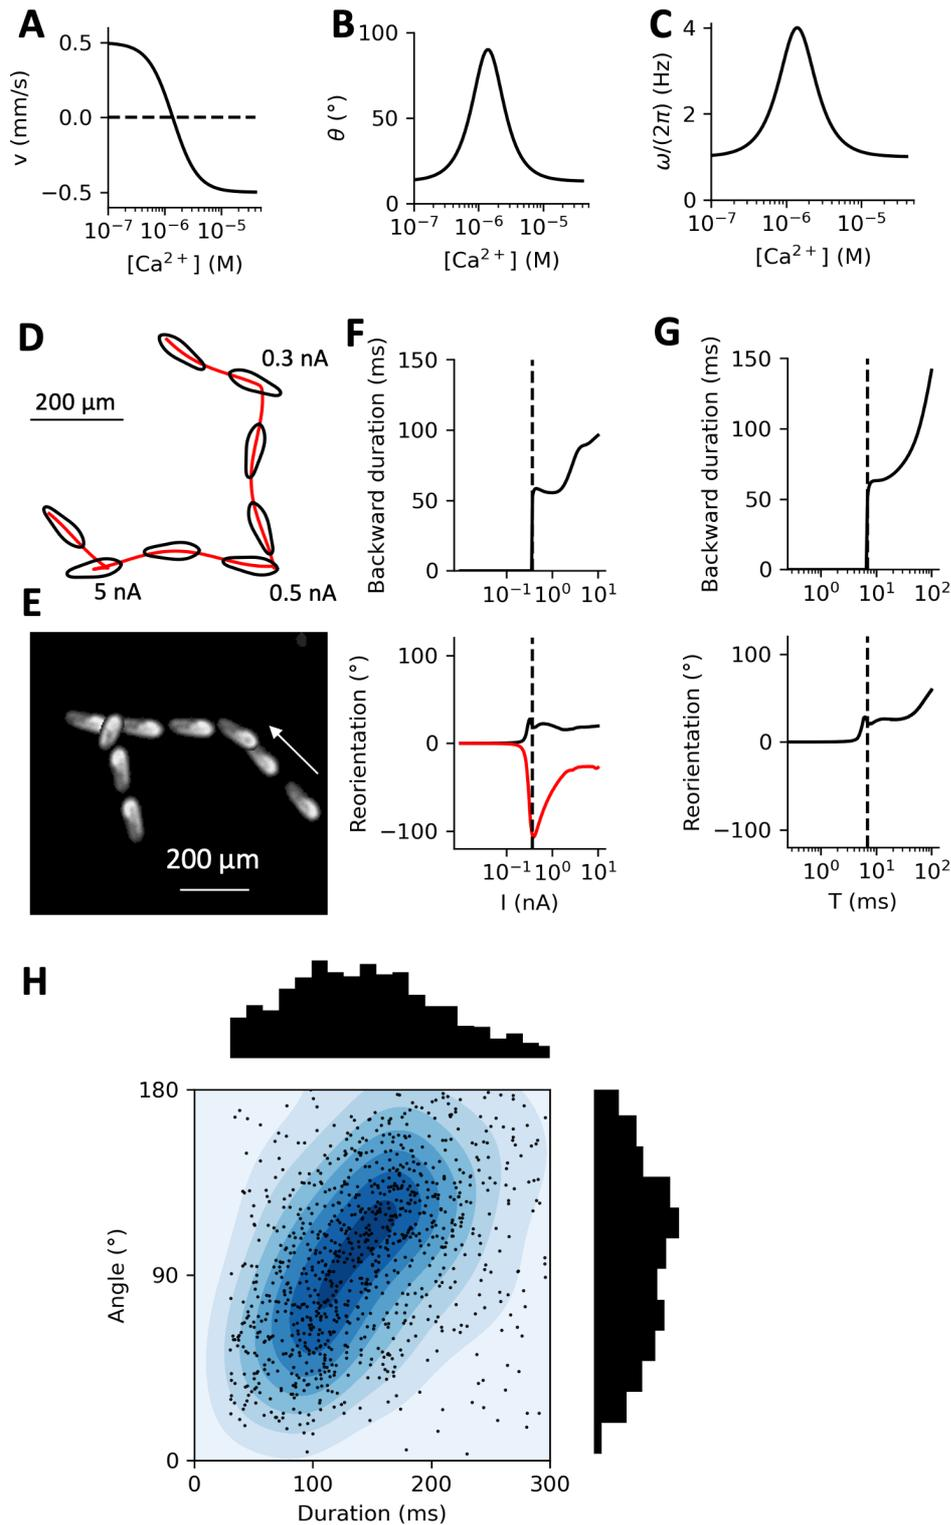 A
0.5
0.0
−0.5
v (mm/s)
10⁻⁷ 10⁻⁶ 10⁻⁵
[Ca²⁺] (M)
B
100
50
0
θ (°)
10⁻⁷ 10⁻⁶ 10⁻⁵
[Ca²⁺] (M)
C
4
2
0
ω/(2π) (Hz)
10⁻⁷ 10⁻⁶ 10⁻⁵
[Ca²⁺] (M)
D
0.3 nA
200 µm
5 nA
0.5 nA
E
200 µm
F
150
100
50
0
Backward duration (ms)
10⁻¹ 10⁰ 10¹
100
0
−100
Reorientation (°)
10⁻¹ 10⁰ 10¹
I (nA)
G
150
100
50
0
Backward duration (ms)
10⁰ 10¹ 10²
100
0
−100
Reorientation (°)
10⁰ 10¹ 10²
T (ms)
H
180
90
0
Angle (°)
0 100 200 300
Duration (ms)